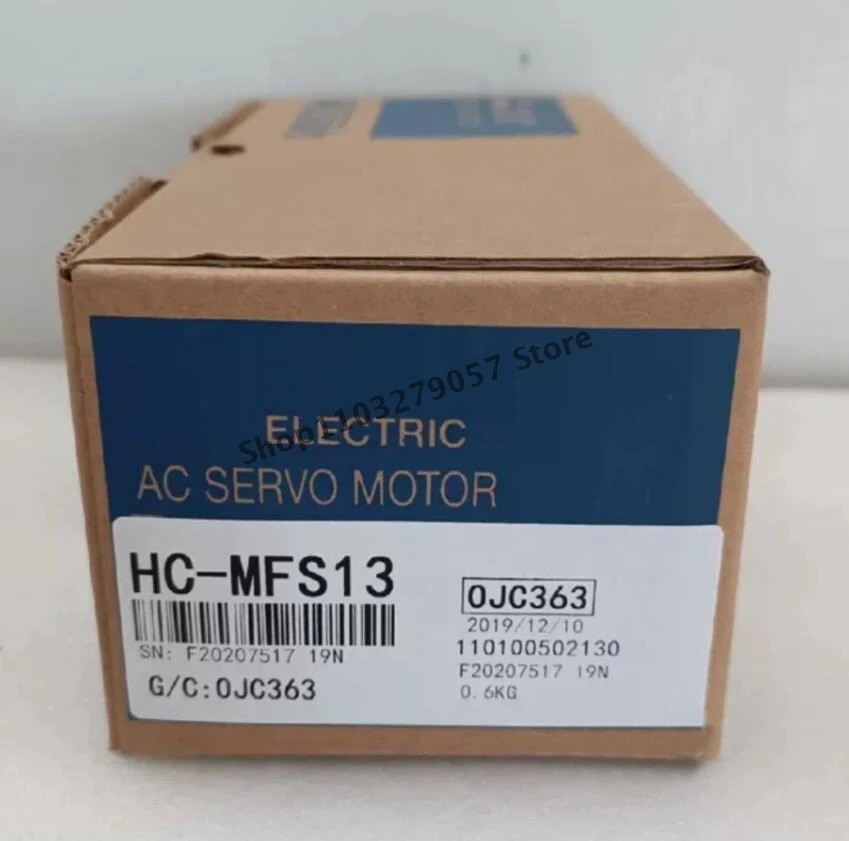 Shop1103279057 Store
ELECTRIC
AC SERVO MOTOR
HC-MFS13
SN: F20207517 19N
G/C:0JC363
0JC363
2019/12/10
110100502130
F20207517 19N
0.6KG